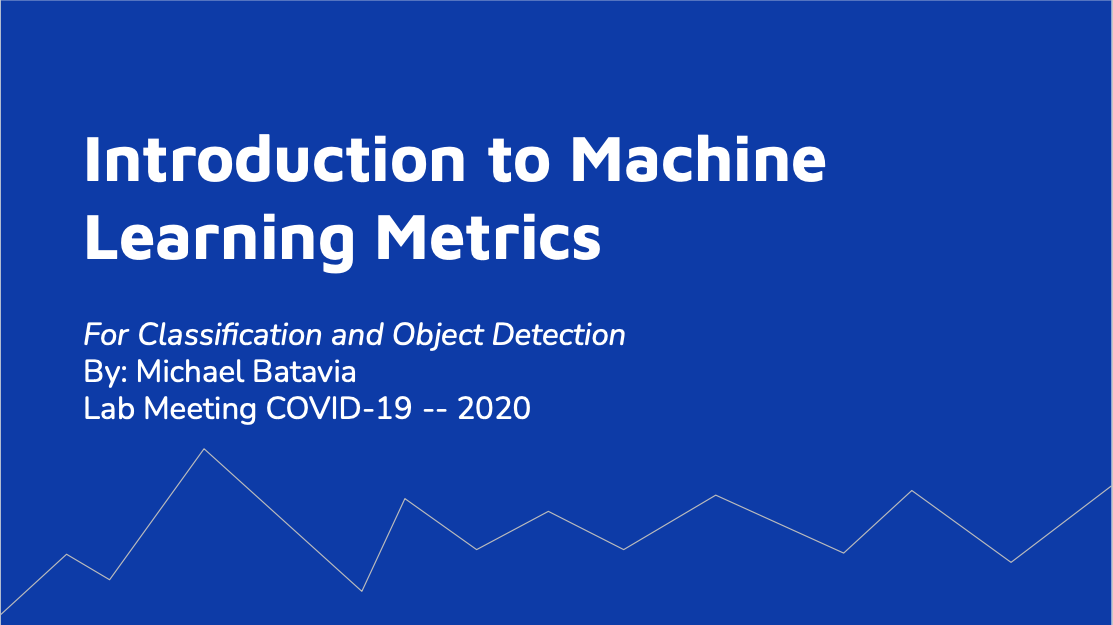 Introduction to Machine
Learning Metrics
For Classification and Object Detection
By: Michael Batavia
Lab Meeting COVID-19 -- 2020